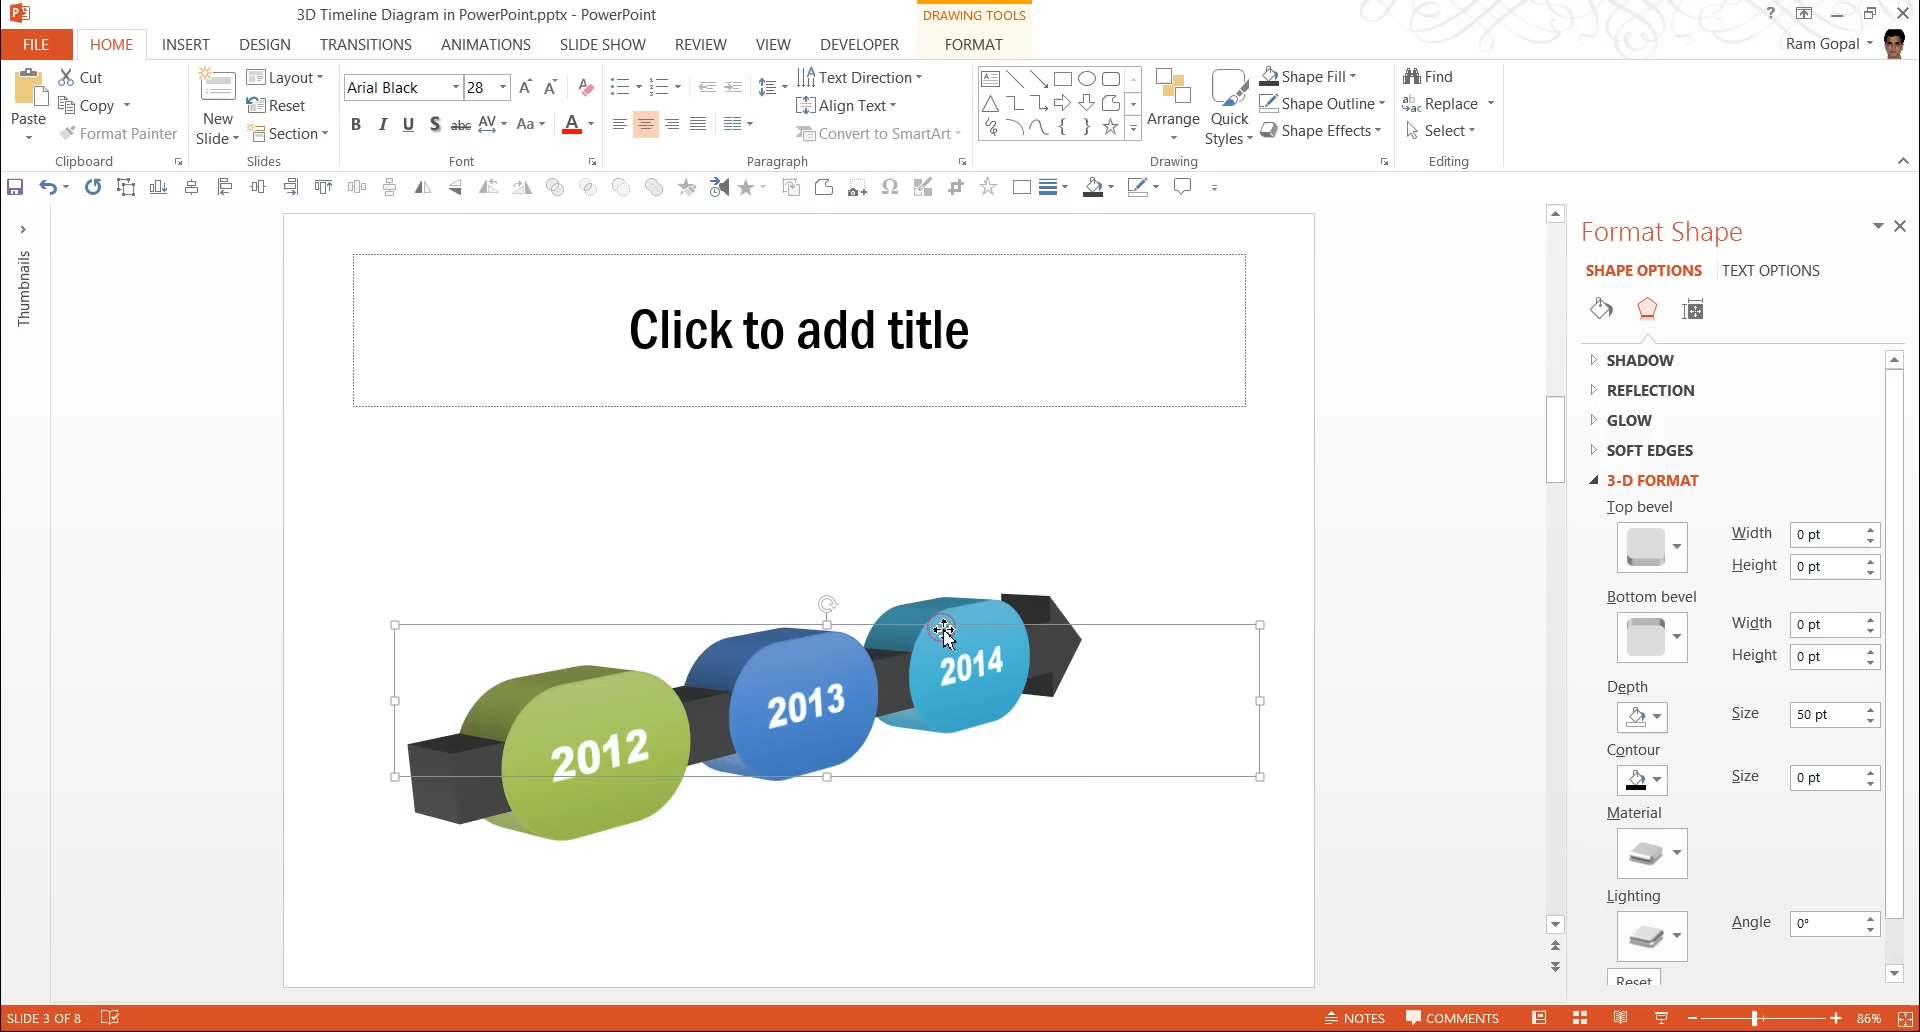 3D Timeline Diagram in PowerPoint.pptx - PowerPoint
DRAWING TOOLS
?
FILE
HOME
INSERT
DESIGN
TRANSITIONS
ANIMATIONS
SLIDE SHOW
REVIEW
VIEW
DEVELOPER
FORMAT
Ram Gopal
Paste
Cut
Copy
Format Painter
Clipboard
New
Slide
Layout
Reset
Section
Slides
Arial Black
28
B
I
U
S
abc
AV
Aa
A
Font
Text Direction
Align Text
Convert to SmartArt
Paragraph
Arrange
Quick
Styles
Shape Fill
Shape Outline
Shape Effects
Drawing
Find
Replace
Select
Editing
Thumbnails
Click to add title
2012
2013
2014
Format Shape
SHAPE OPTIONS
TEXT OPTIONS
SHADOW
REFLECTION
GLOW
SOFT EDGES
3-D FORMAT
Top bevel
Width
0 pt
Height
0 pt
Bottom bevel
Width
0 pt
Height
0 pt
Depth
Size
50 pt
Contour
Size
0 pt
Material
Lighting
Angle
0°
Reset
SLIDE 3 OF 8
NOTES
COMMENTS
86%